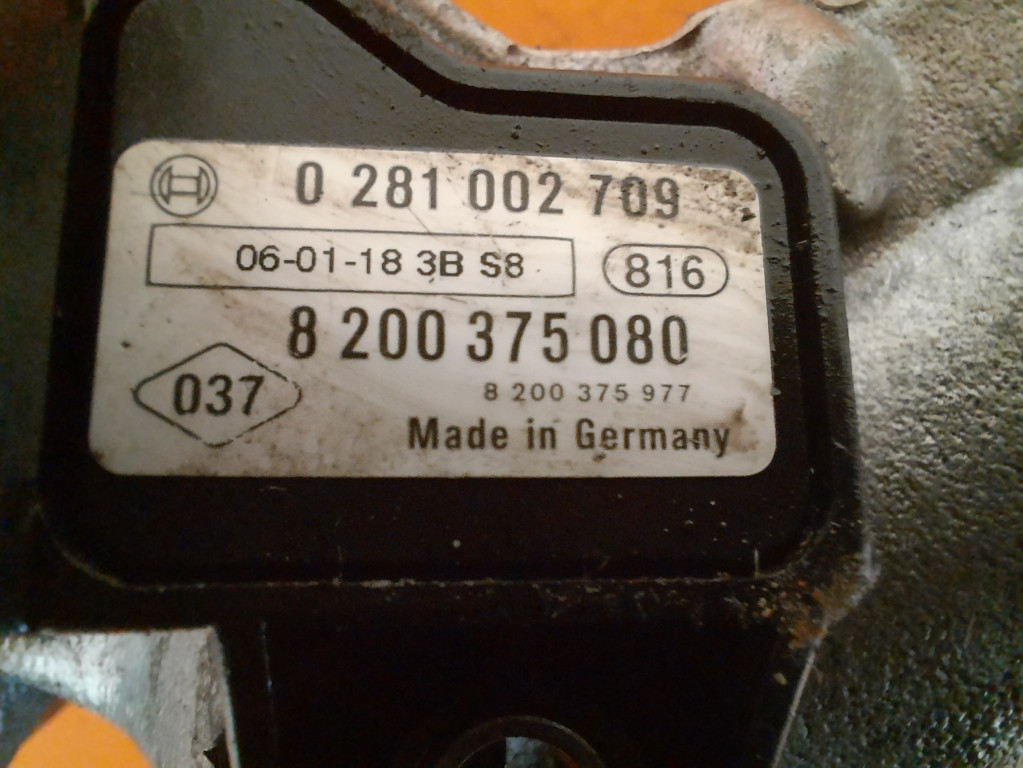 0 281 002 709
06-01-18 3B S8 816
8 200 375 080
037
8 200 375 977
Made in Germany